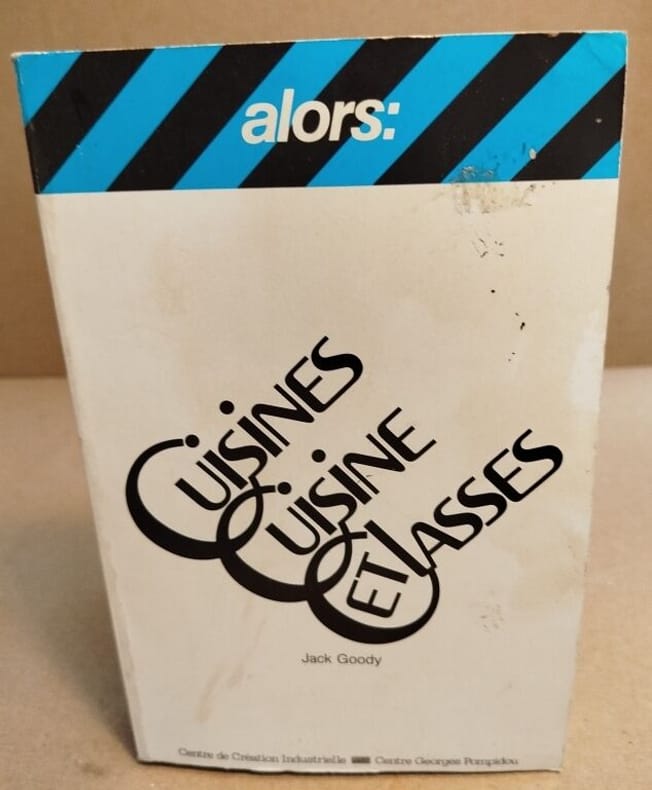 alors:
CUISINES
CUISINE
ET CLASSES
Jack Goody
Centre de Création Industrielle Centre Georges Pompidou